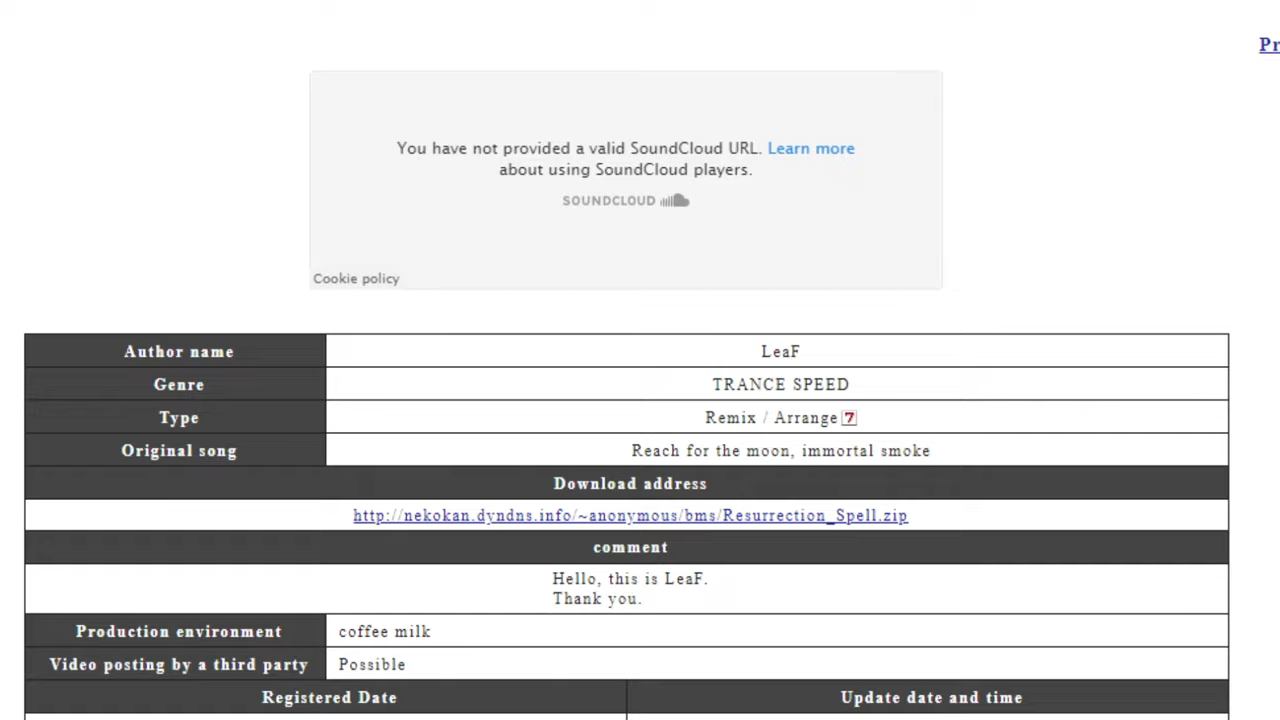 Pr
You have not provided a valid SoundCloud URL. Learn more
about using SoundCloud players.
SOUNDCLOUD
Cookie policy
Author name LeaF
Genre TRANCE SPEED
Type Remix / Arrange 7
Original song Reach for the moon, immortal smoke
Download address
http://nekokan.dyndns.info/~anonymous/bms/Resurrection_Spell.zip
comment
Hello, this is LeaF.
Thank you.
Production environment coffee milk
Video posting by a third party Possible
Registered Date Update date and time